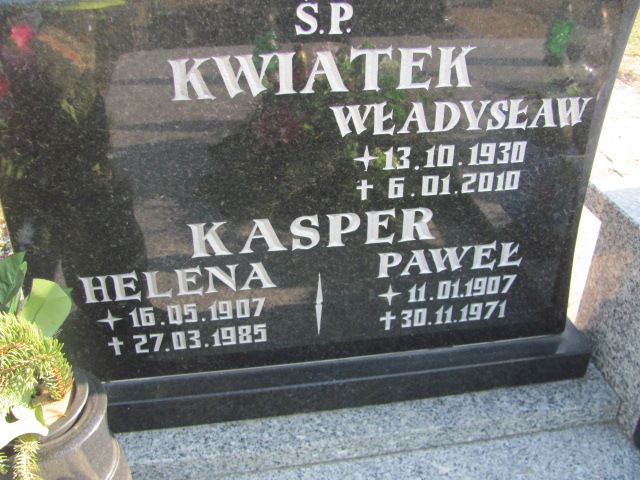 Ś.P.
KWIATEK
WŁADYSŁAW
13.10.1930
† 6.01.2010
KASPER
HELENA
16.05.1907
† 27.03.1985
PAWEŁ
11.01.1907
† 30.11.1971